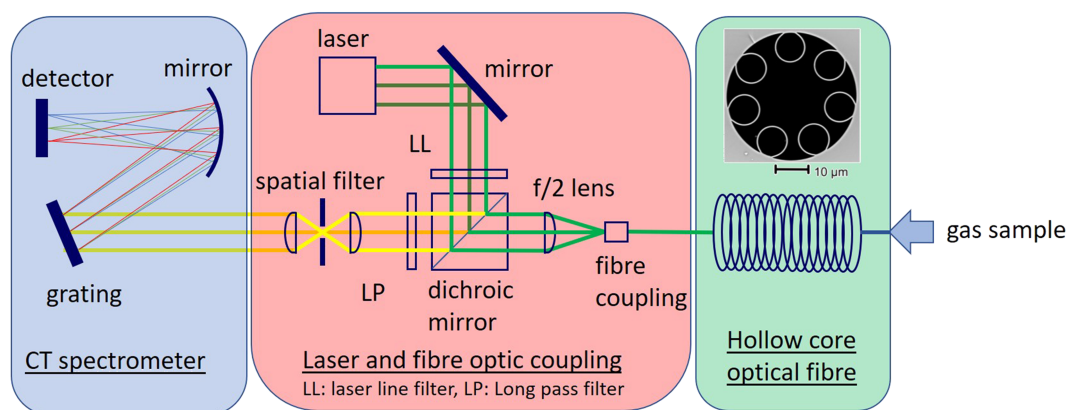 detector
mirror
grating
CT spectrometer
laser
mirror
LL
spatial filter
f/2 lens
LP
dichroic
mirror
fibre
coupling
Laser and fibre optic coupling
LL: laser line filter, LP: Long pass filter
10 µm
gas sample
Hollow core
optical fibre